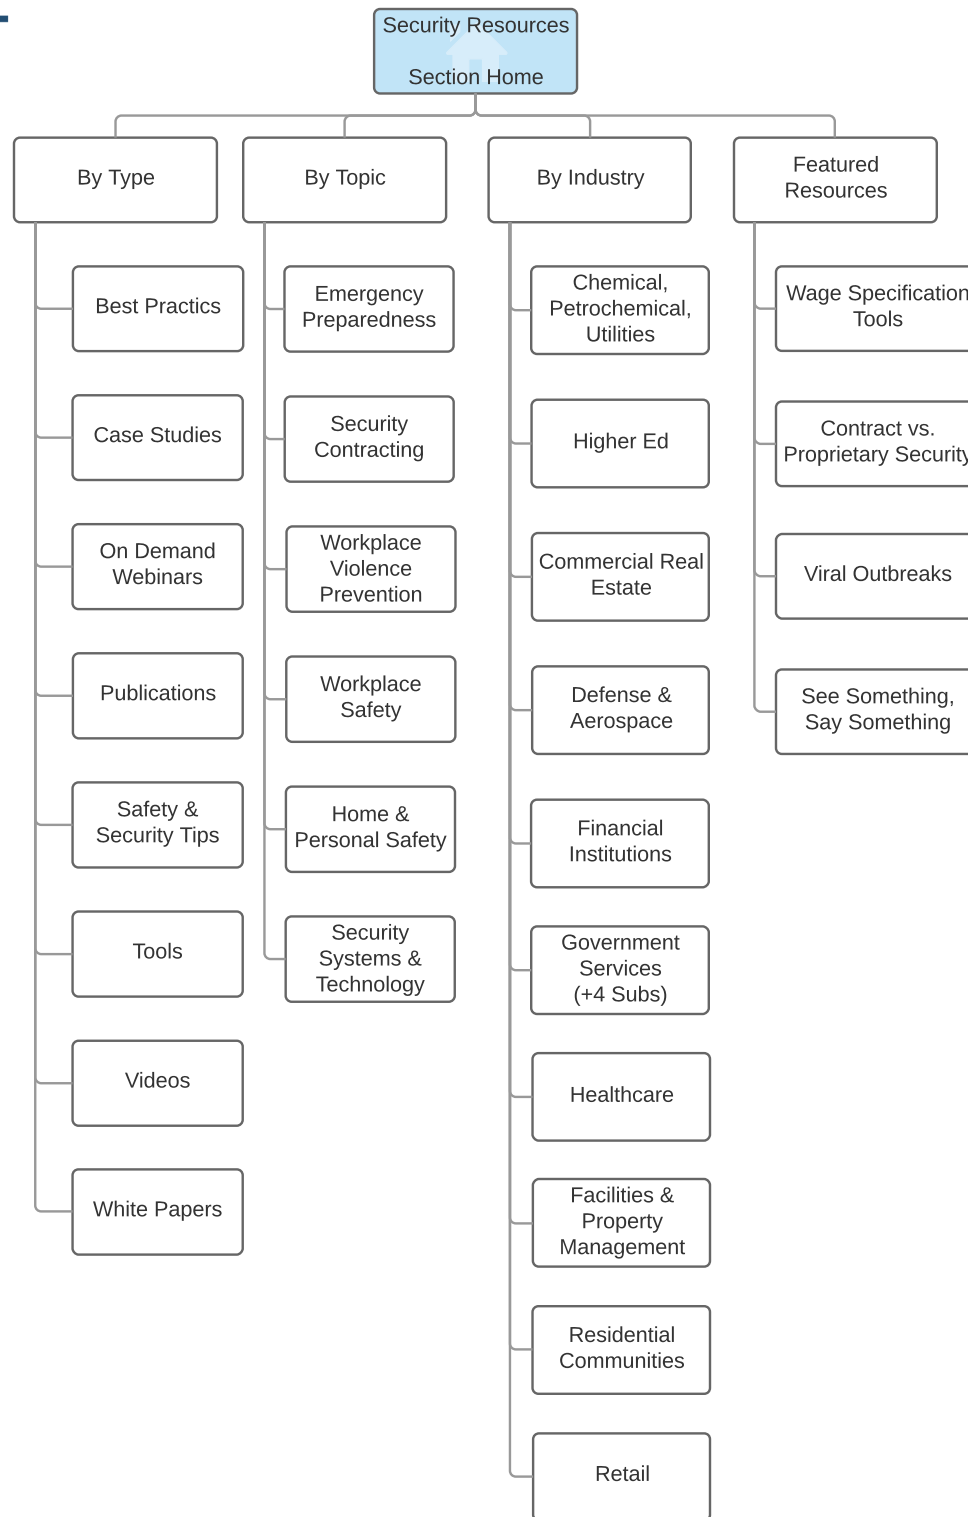 Security Resources
Section Home
By Type
By Topic
By Industry
Featured
Resources
Best Practics
Case Studies
On Demand
Webinars
Publications
Safety &
Security Tips
Tools
Videos
White Papers
Emergency
Preparedness
Security
Contracting
Workplace
Violence
Prevention
Workplace
Safety
Home &
Personal Safety
Security
Systems &
Technology
Chemical,
Petrochemical,
Utilities
Higher Ed
Commercial Real
Estate
Defense &
Aerospace
Financial
Institutions
Government
Services
(+4 Subs)
Healthcare
Facilities &
Property
Management
Residential
Communities
Retail
Wage Specification
Tools
Contract vs.
Proprietary Security
Viral Outbreaks
See Something,
Say Something